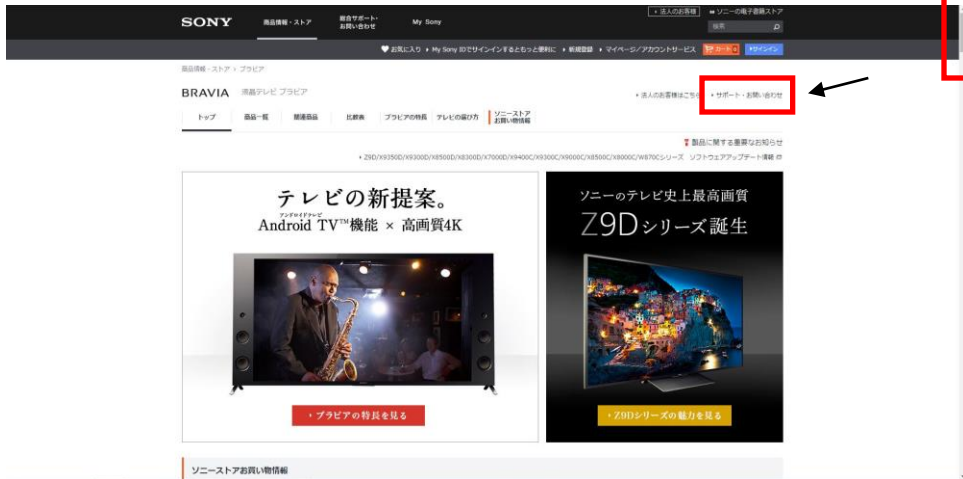 法人のお客様 ソニーの電子書籍ストア
SONY 商品情報・ストア 総合サポート・お問い合わせ My Sony 検索
お気に入り My Sony IDでサインインするともっと便利に 新規登録 マイページ/アカウントサービス カート 0 サインイン
商品情報・ストア > ブラビア
BRAVIA 液晶テレビ ブラビア 法人のお客様はこちら サポート・お問い合わせ
トップ 商品一覧 関連商品 比較表 ブラビアの特長 テレビの選び方 ソニーストアお買い物情報
製品に関する重要なお知らせ
Z9D/X9350D/X9300D/X8500D/X8300D/X7000D/X9400C/X9300C/X9000C/X8500C/X8000C/W870Cシリーズ ソフトウエアアップデート情報
テレビの新提案。
アンドロイドテレビ
Android TV™機能 × 高画質4K
ブラビアの特長を見る
ソニーのテレビ史上最高画質
Z9Dシリーズ誕生
Z9Dシリーズの魅力を見る
ソニーストアお買い物情報